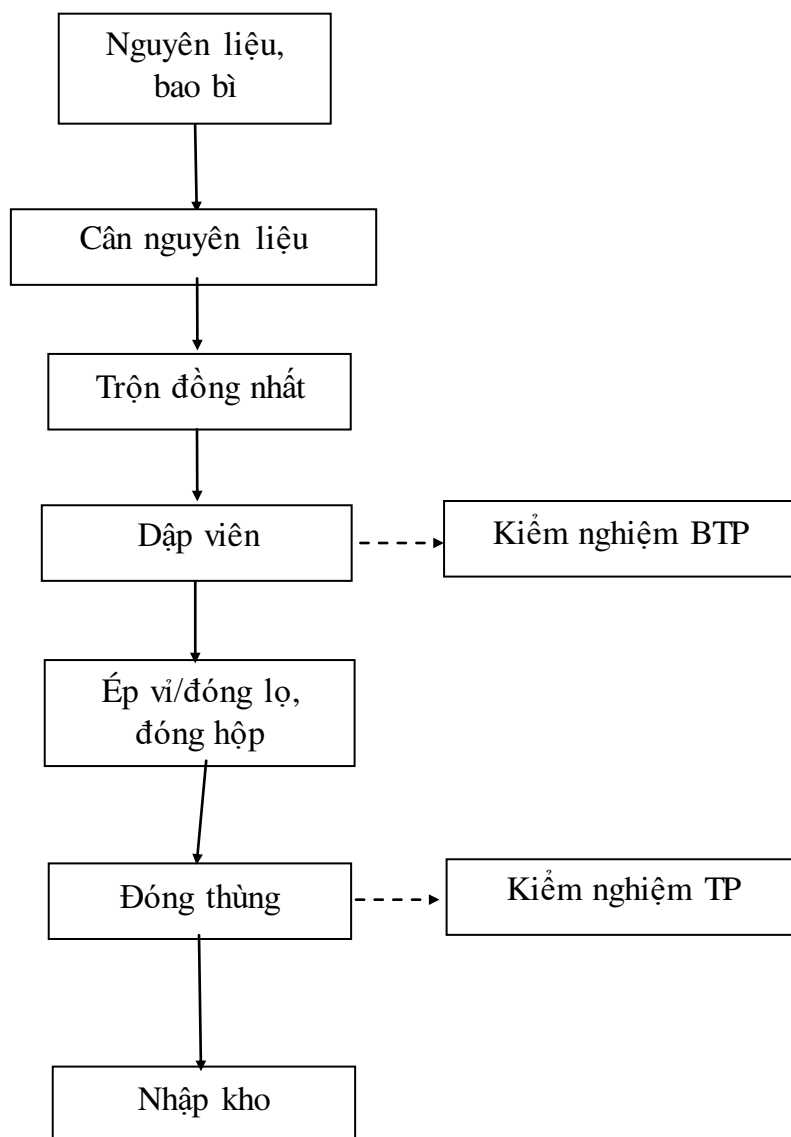 Nguyên liệu,
bao bì
Cân nguyên liệu
Trộn đồng nhất
Dập viên
Kiểm nghiệm BTP
Ép vỉ/đóng lọ,
đóng hộp
Đóng thùng
Kiểm nghiệm TP
Nhập kho